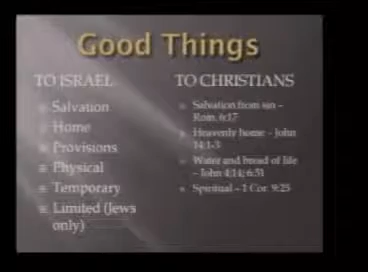 Good Things
TO ISRAEL
Salvation
Home
Provisions
Physical
Temporary
Limited (Jews
only)
TO CHRISTIANS
Salvation from sin –
Rom. 6:17
Heavenly home – John
14:1-3
Water and bread of life
– John 4:14; 6:51
Spiritual – 1 Cor. 9:25